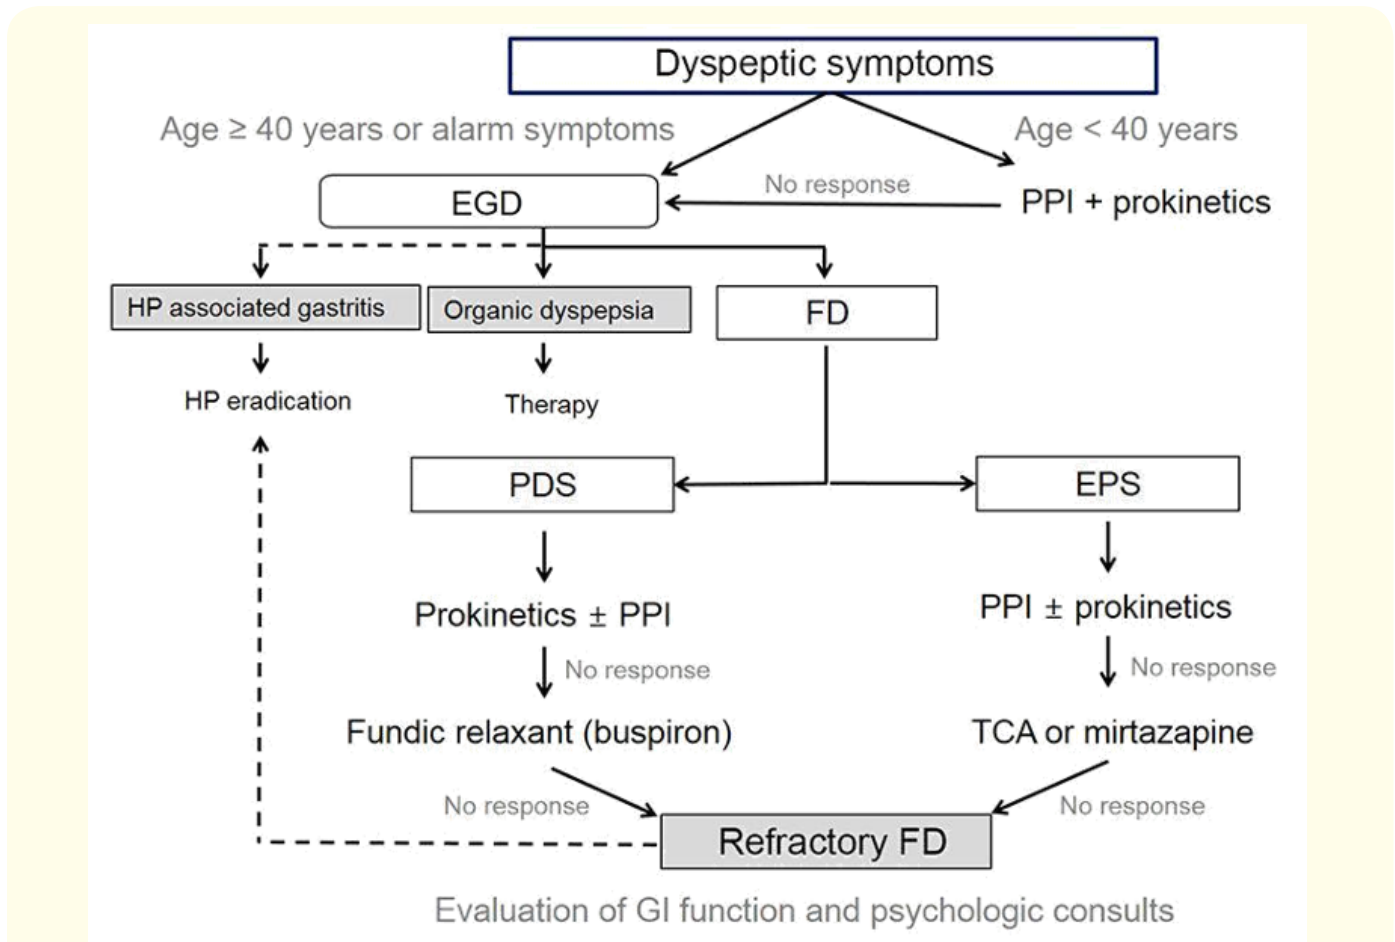 Dyspeptic symptoms
Age ≥ 40 years or alarm symptoms
Age < 40 years
No response
EGD
PPI + prokinetics
HP associated gastritis
Organic dyspepsia
FD
HP eradication
Therapy
PDS
EPS
Prokinetics ± PPI
PPI ± prokinetics
No response
No response
Fundic relaxant (buspiron)
TCA or mirtazapine
No response
No response
Refractory FD
Evaluation of GI function and psychologic consults